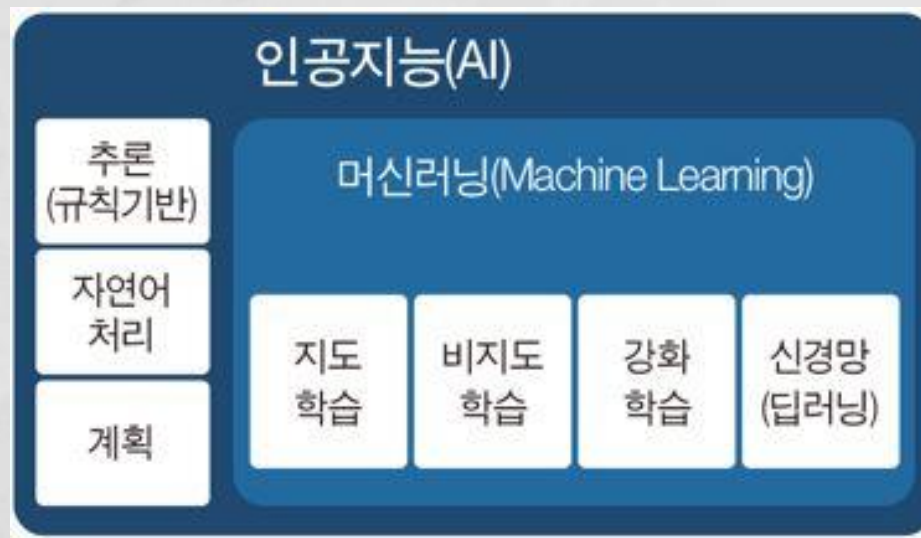 인공지능(AI)
추론
(규칙기반)
자연어
처리
계획
머신러닝(Machine Learning)
지도
학습
비지도
학습
강화
학습
신경망
(딥러닝)